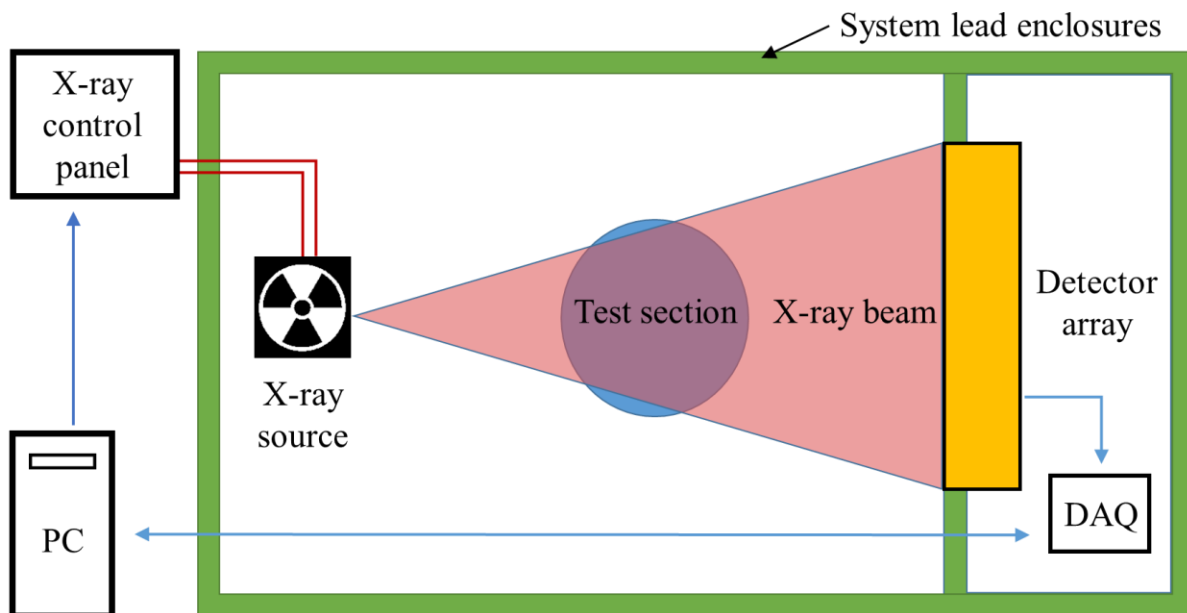 System lead enclosures
X-ray
control
panel
Test section
X-ray beam
Detector
array
X-ray
source
PC
DAQ